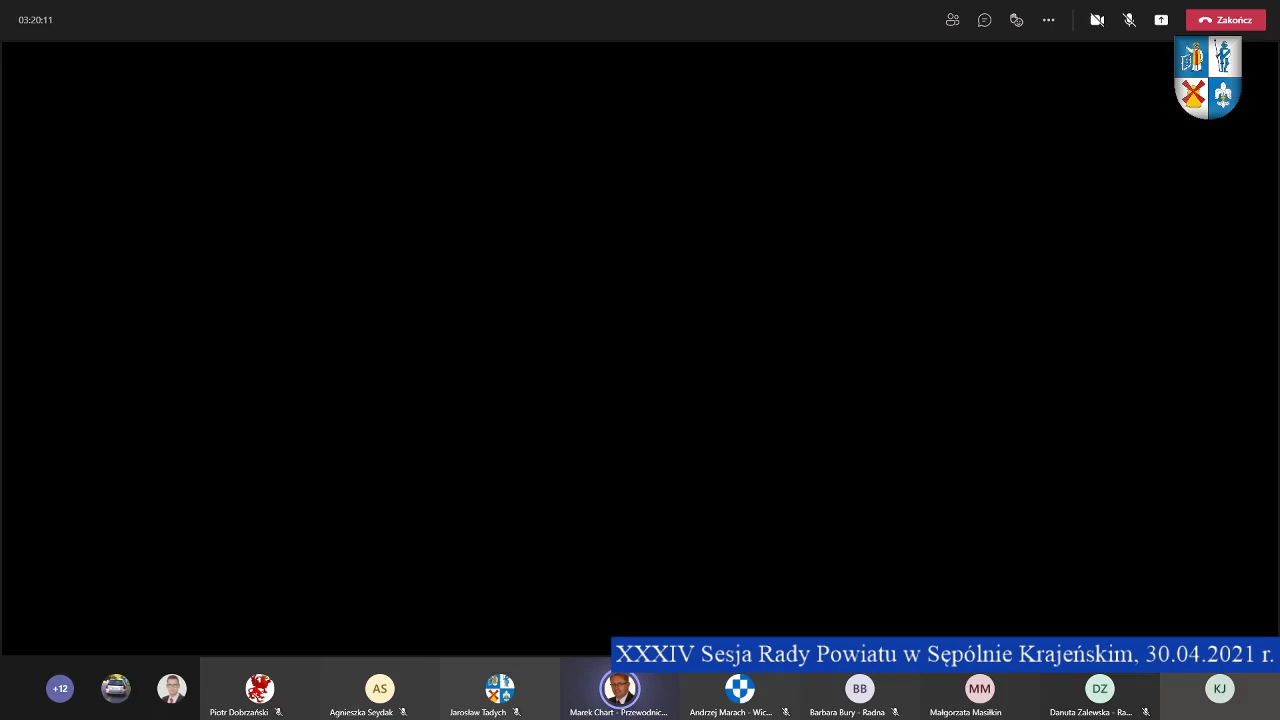 03:20:11
Zakończ
XXXIV Sesja Rady Powiatu w Sępólnie Krajeńskim, 30.04.2021 r.
+12
AS
BB
MM
DZ
KJ
Piotr Dobrzański
Agnieszka Seydak
Jarosław Tadych
Marek Chart - Przewodnic...
Andrzej Marach - Wic...
Barbara Bury - Radna
Małgorzata Masiłkin
Danuta Zalewska - Ra...